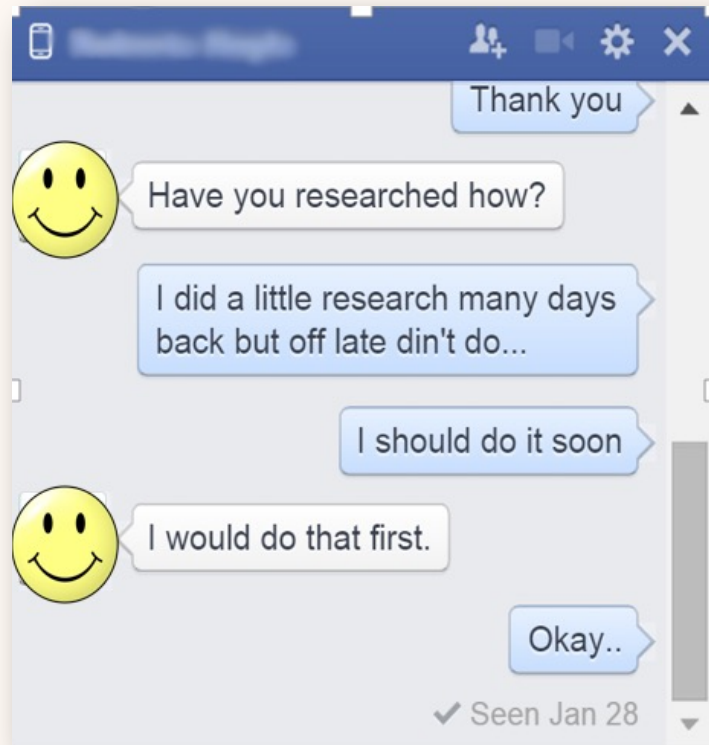 Thank you
Have you researched how?
I did a little research many days
back but off late din't do...
I should do it soon
I would do that first.
Okay..
Seen Jan 28